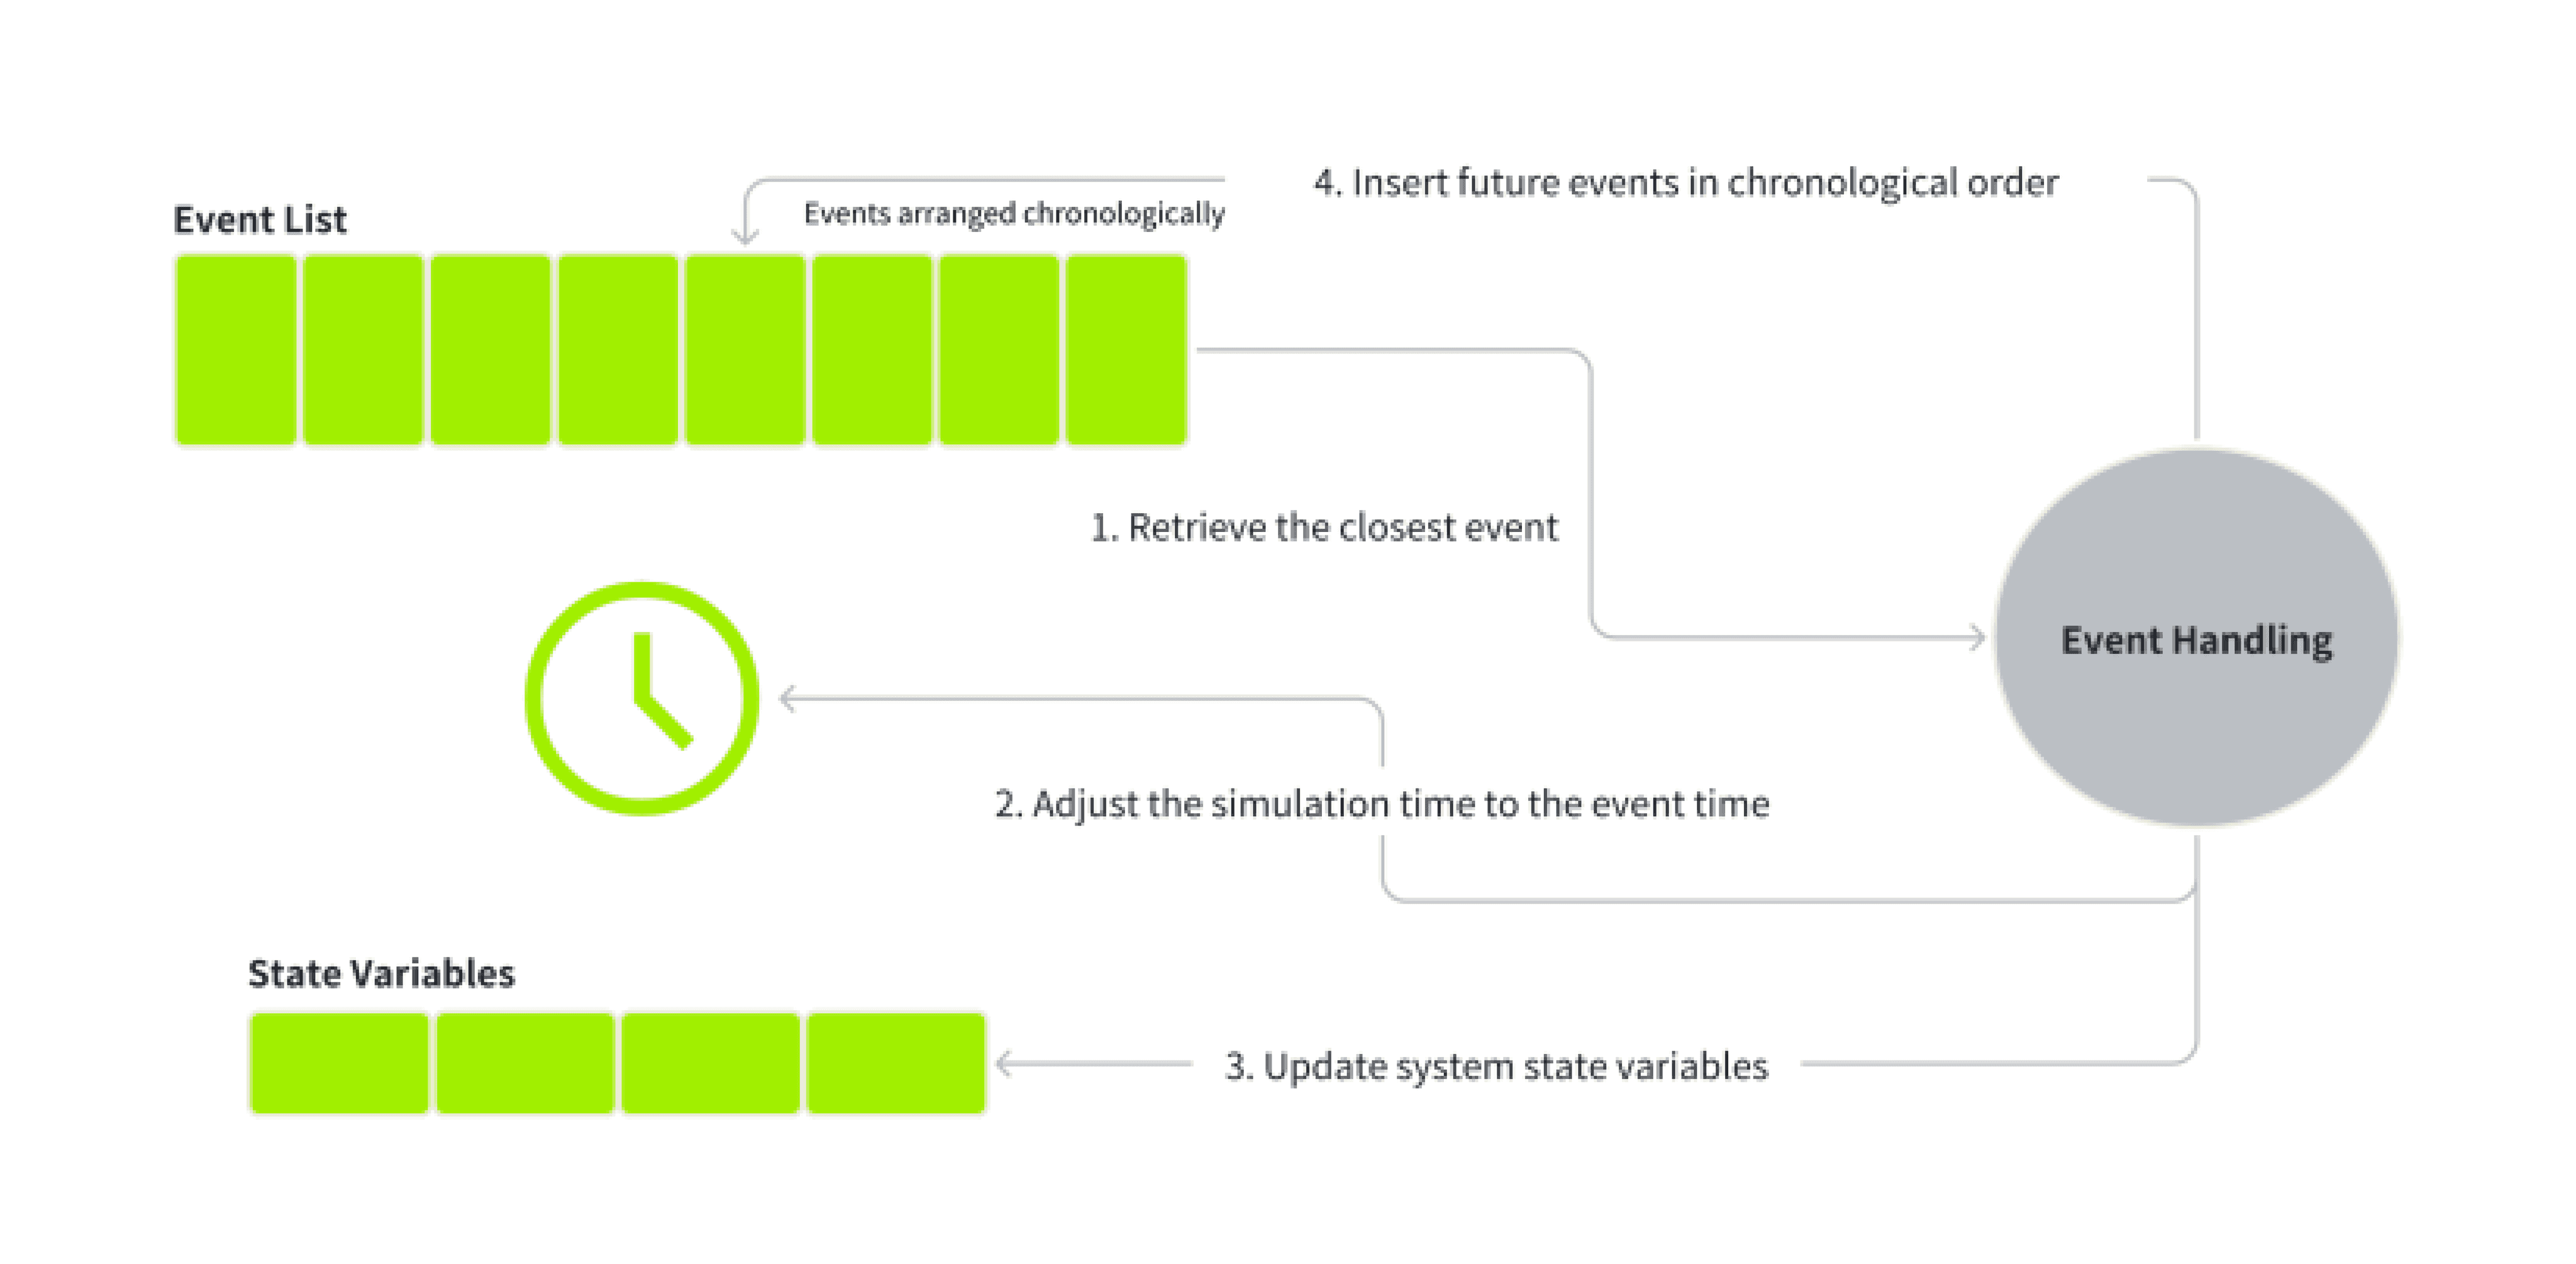 4. Insert future events in chronological order
Event List
Events arranged chronologically
1. Retrieve the closest event
Event Handling
2. Adjust the simulation time to the event time
State Variables
3. Update system state variables